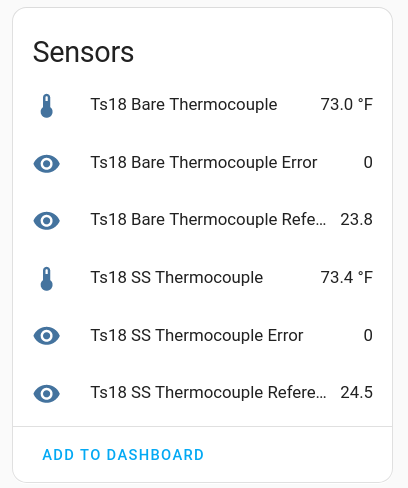 Sensors
Ts18 Bare Thermocouple 73.0 °F
Ts18 Bare Thermocouple Error 0
Ts18 Bare Thermocouple Refe... 23.8
Ts18 SS Thermocouple 73.4 °F
Ts18 SS Thermocouple Error 0
Ts18 SS Thermocouple Refere... 24.5
ADD TO DASHBOARD